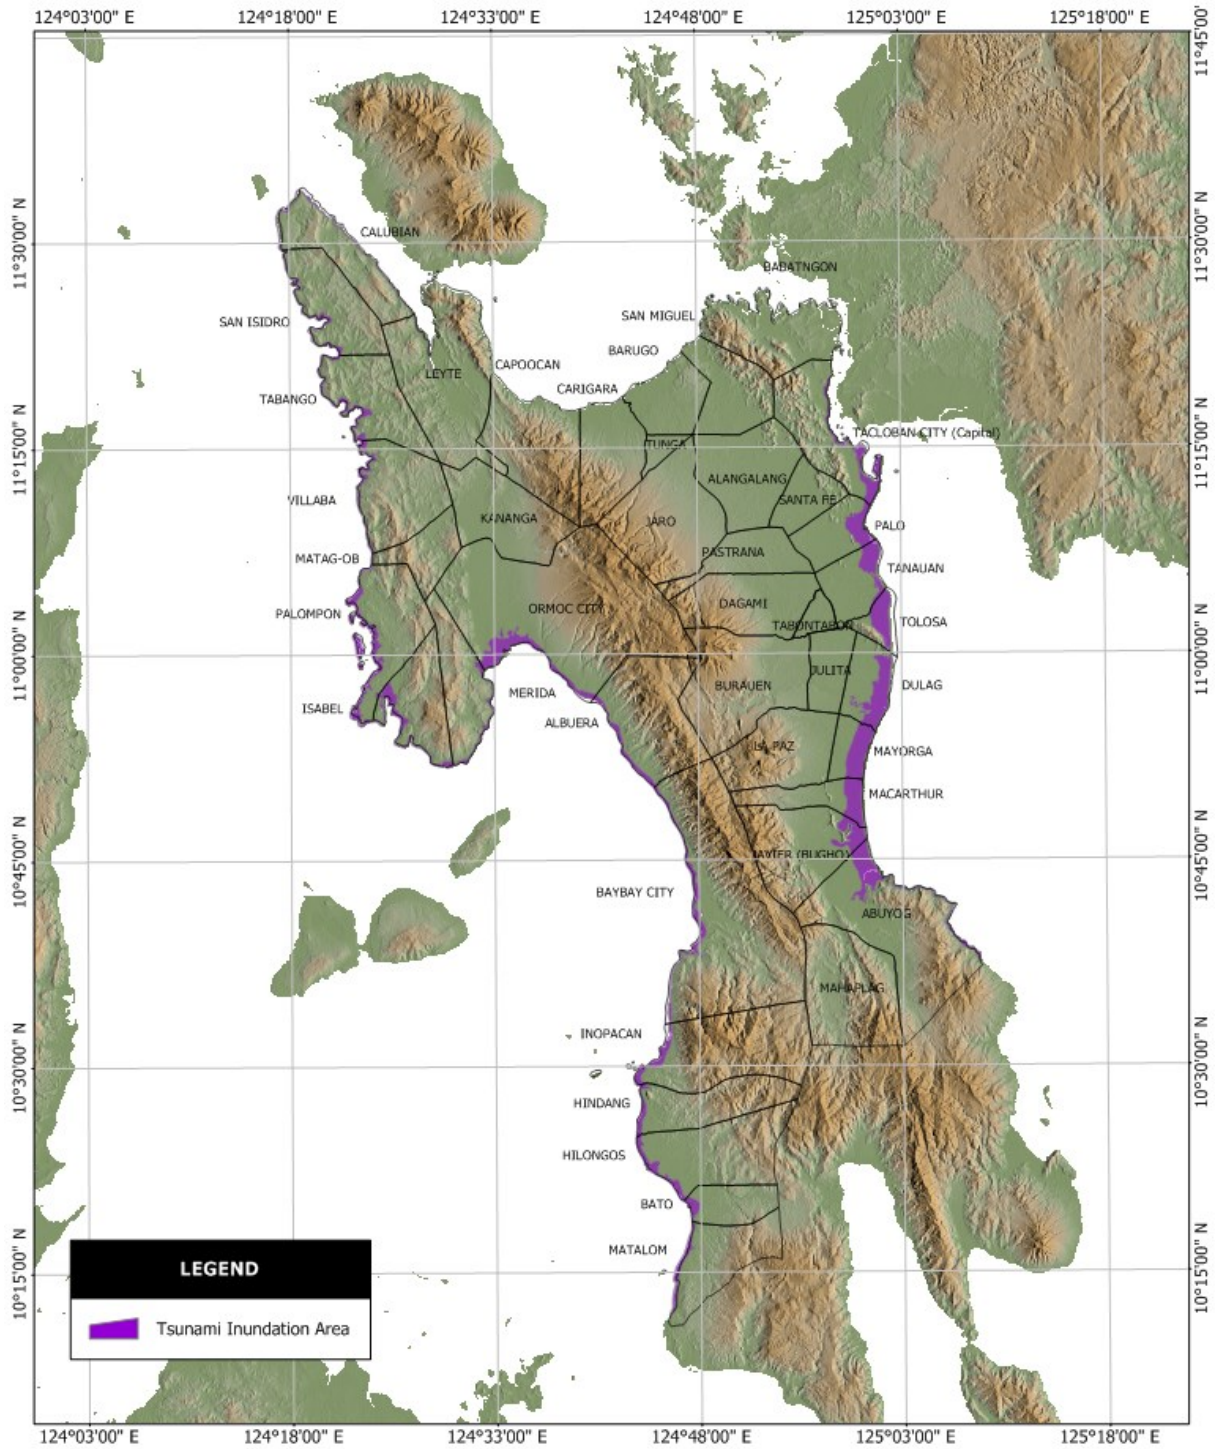 124°03'00" E 124°18'00" E 124°33'00" E 124°48'00" E 125°03'00" E 125°18'00" E
11°45'00'
11°30'00" N 11°30'00" N
CALUBIAN
BABATNGON
SAN ISIDRO
SAN MIGUEL
BARUGO
CAPOOCAN
LEYTE
CARIGARA
TABANGO
TACLOBAN CITY (Capital)
11°15'00" N 11°15'00" N
TUNGA
ALANGALANG
VILLABA
SANTA FE
KANANGA
JARO
PALO
PASTRANA
MATAG-OB
TANAUAN
DAGAMI
ORMOC CITY
PALOMPON
TABONTABON
TOLOSA
11°00'00" N 11°00'00" N
JULITA
BURAUEN
DULAG
MERIDA
ISABEL
ALBUERA
LA PAZ
MAYORGA
MACARTHUR
10°45'00" N 10°45'00" N
JAVIER (BUGHO)
BAYBAY CITY
ABUYOG
MAHAPLAG
INOPACAN
10°30'00" N 10°30'00" N
HINDANG
HILONGOS
BATO
MATALOM
10°15'00" N 10°15'00" N
LEGEND
Tsunami Inundation Area
124°03'00" E 124°18'00" E 124°33'00" E 124°48'00" E 125°03'00" E 125°18'00" E